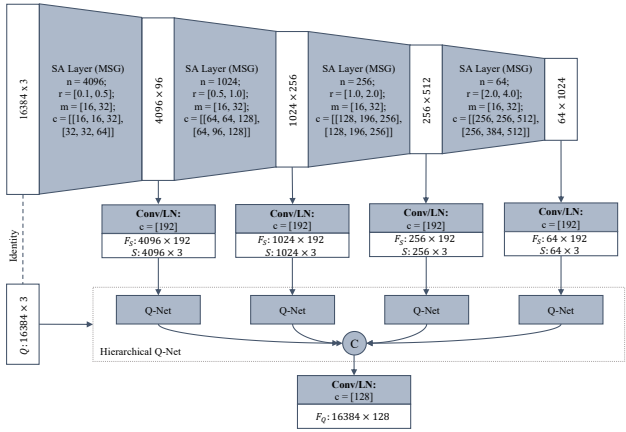 16384 x 3
SA Layer (MSG)
n = 4096;
r = [0.1, 0.5];
m = [16, 32];
c = [[16, 16, 32],
[32, 32, 64]]
4096 × 96
SA Layer (MSG)
n = 1024;
r = [0.5, 1.0];
m = [16, 32];
c = [[64, 64, 128],
[64, 96, 128]]
1024 × 256
SA Layer (MSG)
n = 256;
r = [1.0, 2.0];
m = [16, 32];
c = [[128, 196, 256],
[128, 196, 256]]
256 × 512
SA Layer (MSG)
n = 64;
r = [2.0, 4.0];
m = [16, 32];
c = [[256, 256, 512],
[256, 384, 512]]
64 × 1024
Identity
Conv/LN:
c = [192]
F_S: 4096 × 192
S: 4096 × 3
Conv/LN:
c = [192]
F_S: 1024 × 192
S: 1024 × 3
Conv/LN:
c = [192]
F_S: 256 × 192
S: 256 × 3
Conv/LN:
c = [192]
F_S: 64 × 192
S: 64 × 3
Q: 16384 × 3
Q-Net
Q-Net
Q-Net
Q-Net
C
Hierarchical Q-Net
Conv/LN:
c = [128]
F_Q: 16384 × 128